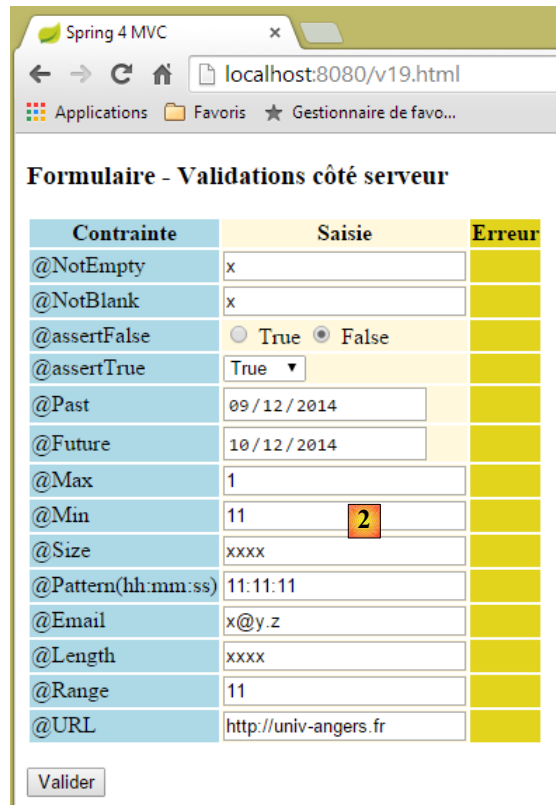 Spring 4 MVC
localhost:8080/v19.html
Applications Favoris Gestionnaire de favo...
Formulaire - Validations côté serveur
Contrainte Saisie Erreur
@NotEmpty x
@NotBlank x
@assertFalse True False
@assertTrue True
@Past 09/12/2014
@Future 10/12/2014
@Max 1
@Min 11 2
@Size xxxx
@Pattern(hh:mm:ss) 11:11:11
@Email x@y.z
@Length xxxx
@Range 11
@URL http://univ-angers.fr
Valider